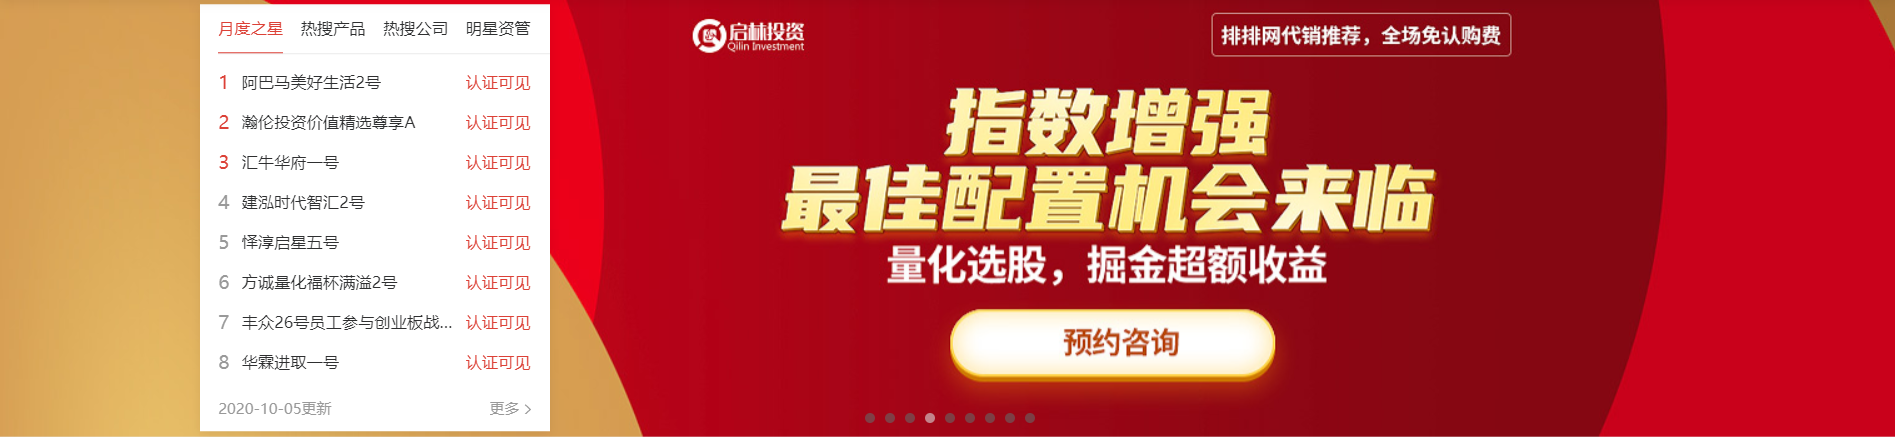 月度之星 热搜产品 热搜公司 明星资管
1 阿巴马美好生活2号 认证可见
2 瀚伦投资价值精选尊享A 认证可见
3 汇牛华府一号 认证可见
4 建泓时代智汇2号 认证可见
5 怿淳启星五号 认证可见
6 方诚量化福杯满溢2号 认证可见
7 丰众26号员工参与创业板战... 认证可见
8 华霖进取一号 认证可见
2020-10-05更新 更多 >
启林投资
Qilin Investment
排排网代销推荐，全场免认购费
指数增强
最佳配置机会来临
量化选股，掘金超额收益
预约咨询